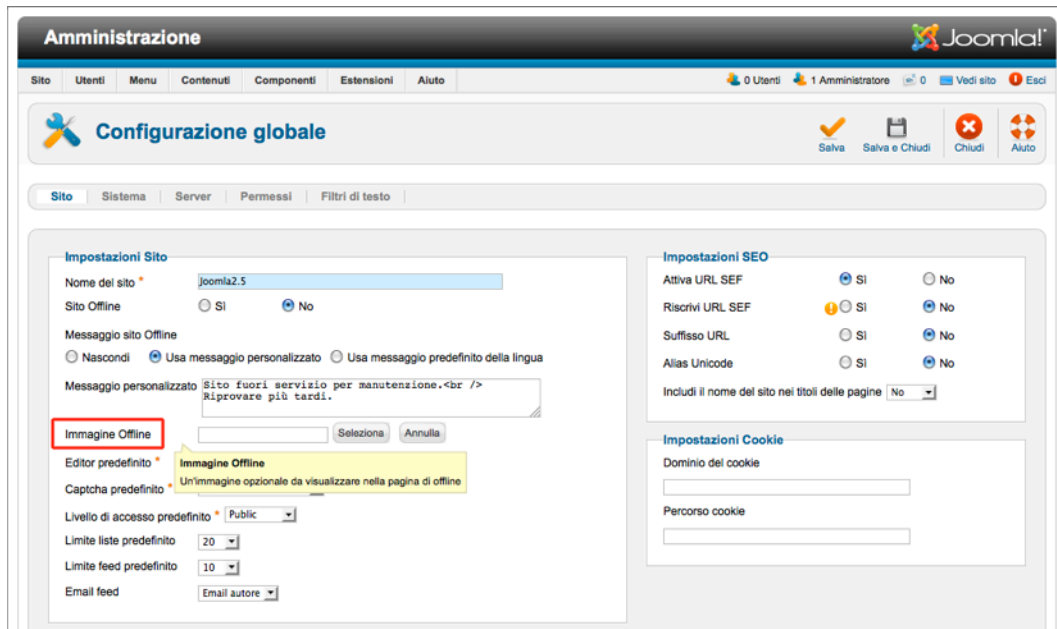 Amministrazione
Joomla!
Sito Utenti Menu Contenuti Componenti Estensioni Aiuto 0 Utenti 1 Amministratore 0 Vedi sito Esci
Configurazione globale
Salva Salva e Chiudi Chiudi Aiuto
Sito Sistema Server Permessi Filtri di testo
Impostazioni Sito
Nome del sito * Joomla2.5
Sito Offline Sì No
Messaggio sito Offline
Nascondi Usa messaggio personalizzato Usa messaggio predefinito della lingua
Messaggio personalizzato Sito fuori servizio per manutenzione.<br />
Riprovare più tardi.
Immagine Offline Seleziona Annulla
Editor predefinito *
Immagine Offline
Un'immagine opzionale da visualizzare nella pagina di offline
Captcha predefinito *
Livello di accesso predefinito * Public
Limite liste predefinito 20
Limite feed predefinito 10
Email feed Email autore
Impostazioni SEO
Attiva URL SEF Sì No
Riscrivi URL SEF Sì No
Suffisso URL Sì No
Alias Unicode Sì No
Includi il nome del sito nei titoli delle pagine No
Impostazioni Cookie
Dominio del cookie
Percorso cookie